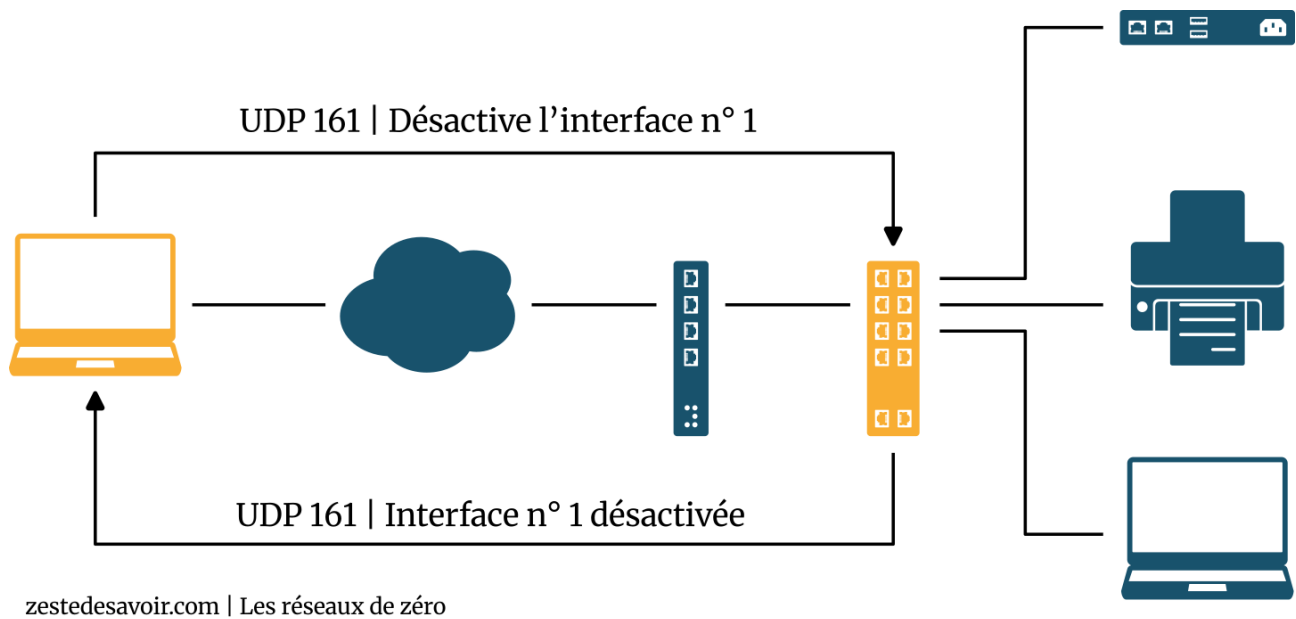 UDP 161 | Désactive l’interface n° 1
UDP 161 | Interface n° 1 désactivée
zestedesavoir.com | Les réseaux de zéro